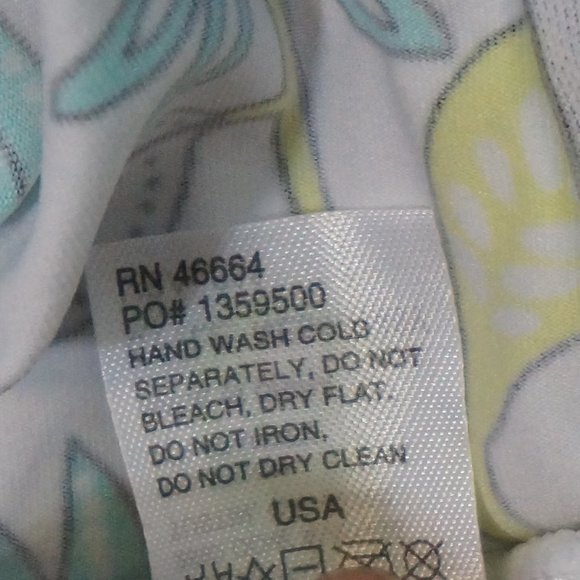 RN 46664
PO# 1359500
HAND WASH COLD
SEPARATELY, DO NOT
BLEACH, DRY FLAT.
DO NOT IRON.
DO NOT DRY CLEAN
USA